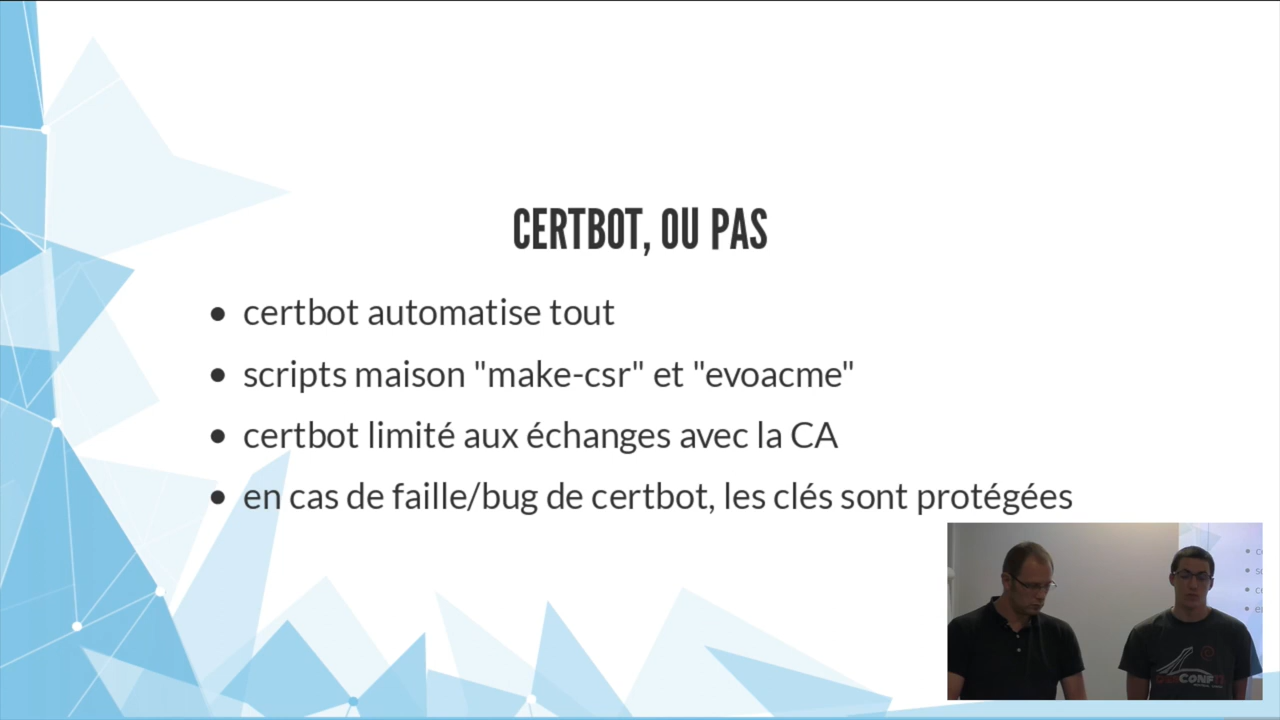 CERTBOT, OU PAS
certbot automatise tout
scripts maison "make-csr" et "evoacme"
certbot limité aux échanges avec la CA
en cas de faille/bug de certbot, les clés sont protégées